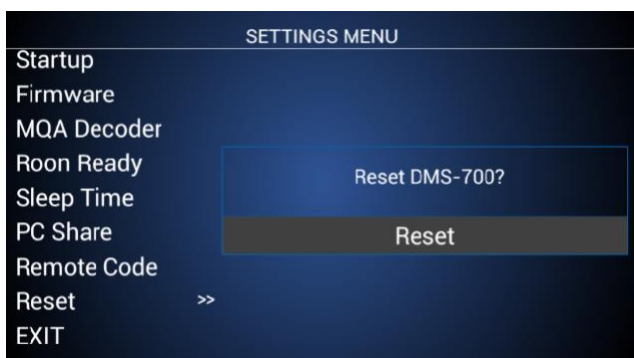 SETTINGS MENU
Startup
Firmware
MQA Decoder
Roon Ready
Sleep Time
PC Share
Remote Code
Reset >>
EXIT
Reset DMS-700?
Reset